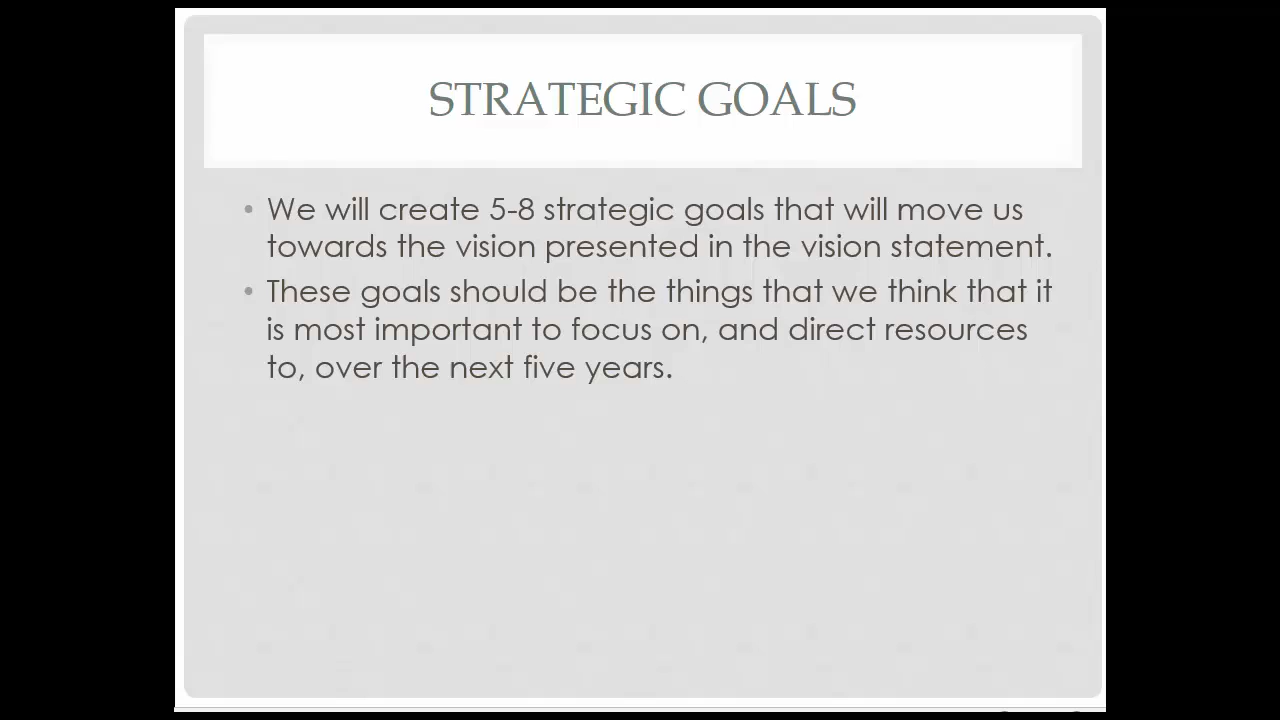 STRATEGIC GOALS
• We will create 5-8 strategic goals that will move us
towards the vision presented in the vision statement.
• These goals should be the things that we think that it
is most important to focus on, and direct resources
to, over the next five years.